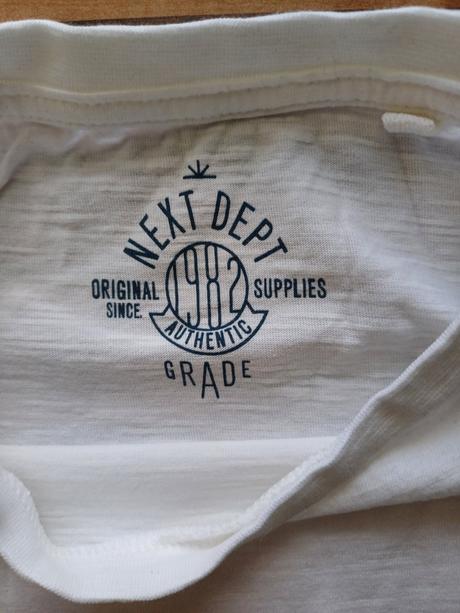 NEXT DEPT
ORIGINAL SINCE.
1982
SUPPLIES
AUTHENTIC
GRADE